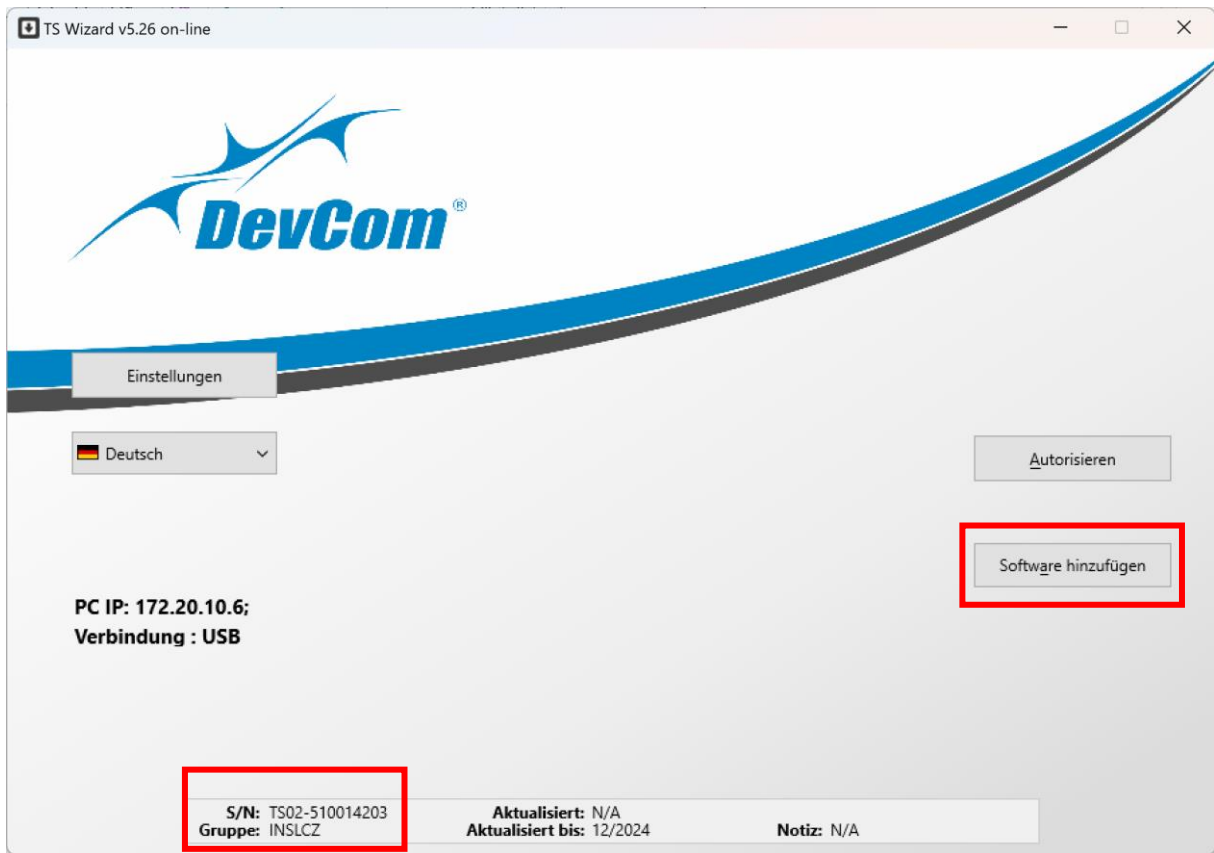 TS Wizard v5.26 on-line
DevCom®
Einstellungen
Deutsch
Autorisieren
Software hinzufügen
PC IP: 172.20.10.6;
Verbindung : USB
S/N: TS02-510014203 Aktualisiert: N/A
Gruppe: INSLCZ Aktualisiert bis: 12/2024 Notiz: N/A